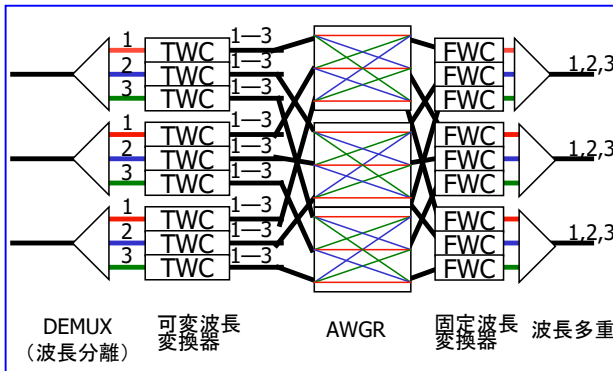 1 TWC 1—3 FWC
2 TWC 1—3 FWC 1,2,3
3 TWC 1—3 FWC
1 TWC 1—3 FWC
2 TWC 1—3 FWC 1,2,3
3 TWC 1—3 FWC
1 TWC 1—3 FWC
2 TWC 1—3 FWC 1,2,3
3 TWC 1—3 FWC
DEMUX
（波長分離）
可変波長
変換器
AWGR
固定波長
変換器
波長多重